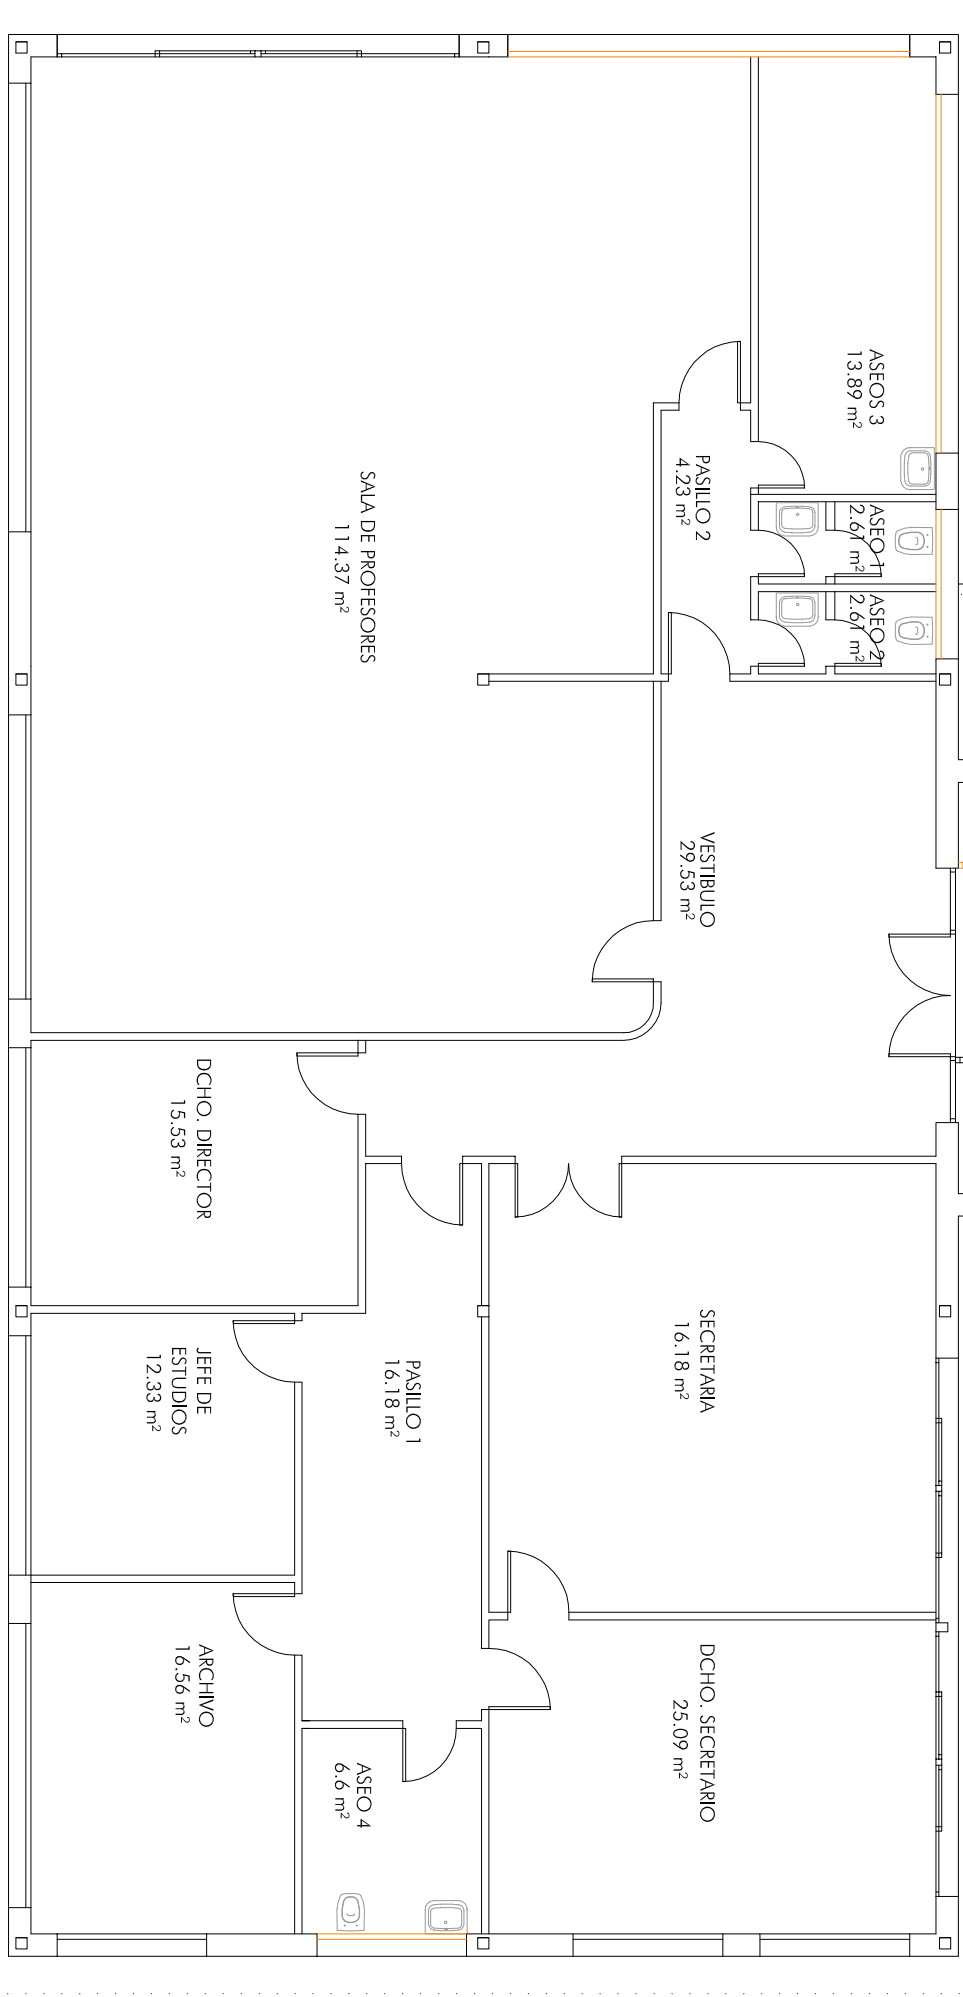 ASEOS 3
13.89 m²
PASILLO 2
4.23 m²
ASEO 1
2.61 m²
ASEO 2
2.61 m²
SALA DE PROFESORES
114.37 m²
VESTIBULO
29.53 m²
DCHO. DIRECTOR
15.53 m²
SECRETARIA
16.18 m²
JEFE DE
ESTUDIOS
12.33 m²
PASILLO 1
16.18 m²
ARCHIVO
16.56 m²
DCHO. SECRETARIO
25.09 m²
ASEO 4
6.6 m²